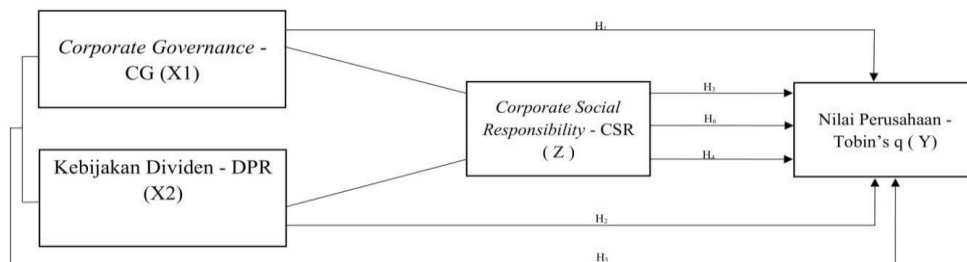 H₁
Corporate Governance -
CG (X1)
Corporate Social
Responsibility - CSR
( Z )
H₃
H₆
H₄
Nilai Perusahaan -
Tobin's q ( Y)
Kebijakan Dividen - DPR
(X2)
H₂
H₅